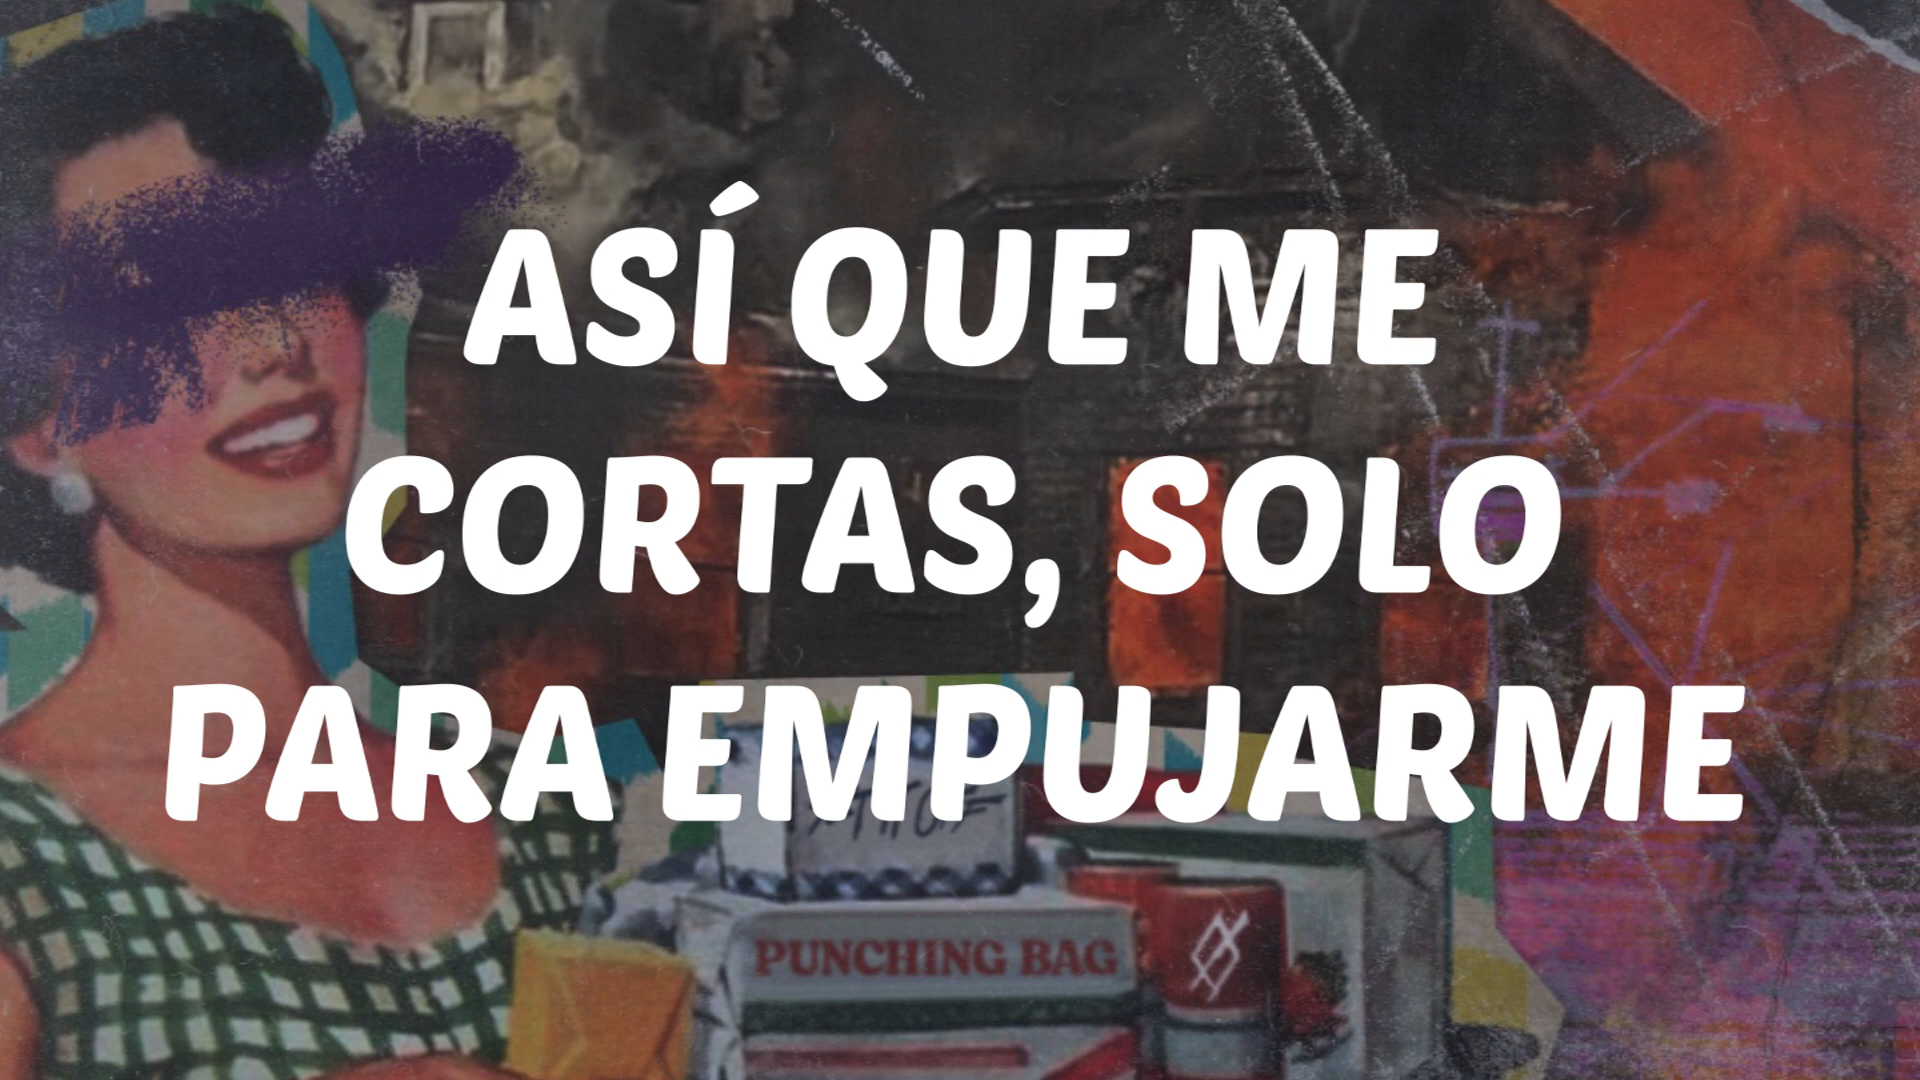 ASÍ QUE ME
CORTAS, SOLO
PARA EMPUJARME
PUNCHING BAG